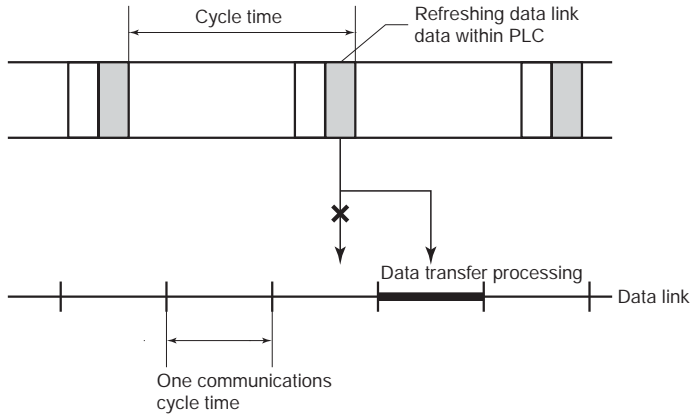 Cycle time
Refreshing data link
data within PLC
Data transfer processing
Data link
One communications
cycle time